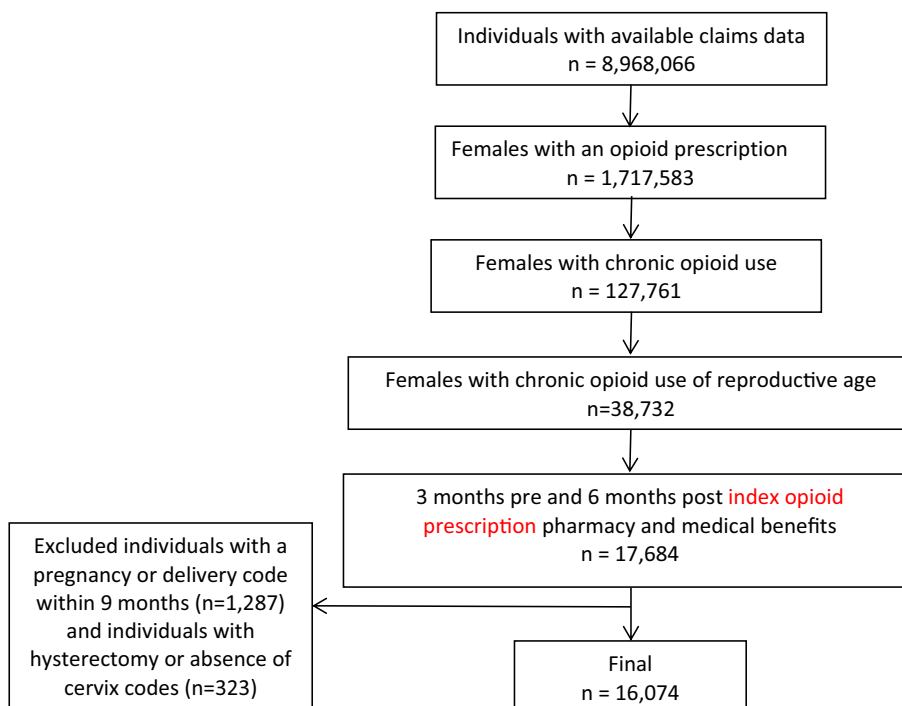 Individuals with available claims data
n = 8,968,066
Females with an opioid prescription
n = 1,717,583
Females with chronic opioid use
n = 127,761
Females with chronic opioid use of reproductive age
n=38,732
3 months pre and 6 months post index opioid
prescription pharmacy and medical benefits
n = 17,684
Excluded individuals with a
pregnancy or delivery code
within 9 months (n=1,287)
and individuals with
hysterectomy or absence of
cervix codes (n=323)
Final
n = 16,074